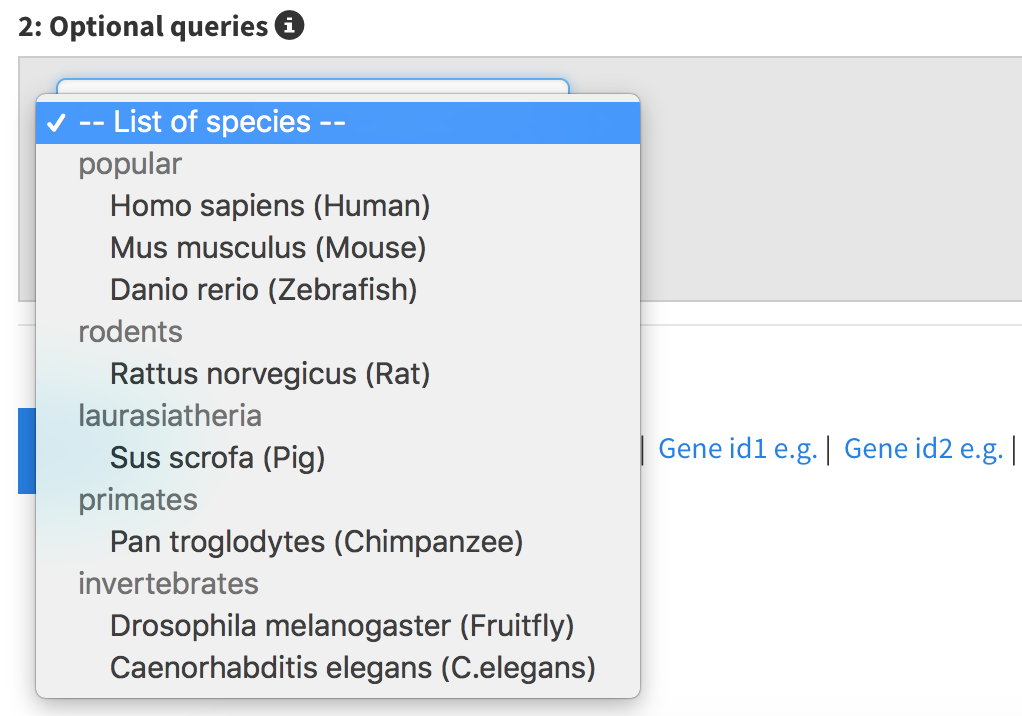 2: Optional queries
✓ -- List of species --
popular
Homo sapiens (Human)
Mus musculus (Mouse)
Danio rerio (Zebrafish)
rodents
Rattus norvegicus (Rat)
laurasiatheria
Sus scrofa (Pig)
primates
Pan troglodytes (Chimpanzee)
invertebrates
Drosophila melanogaster (Fruitfly)
Caenorhabditis elegans (C.elegans)
| Gene id1 e.g. | Gene id2 e.g. |